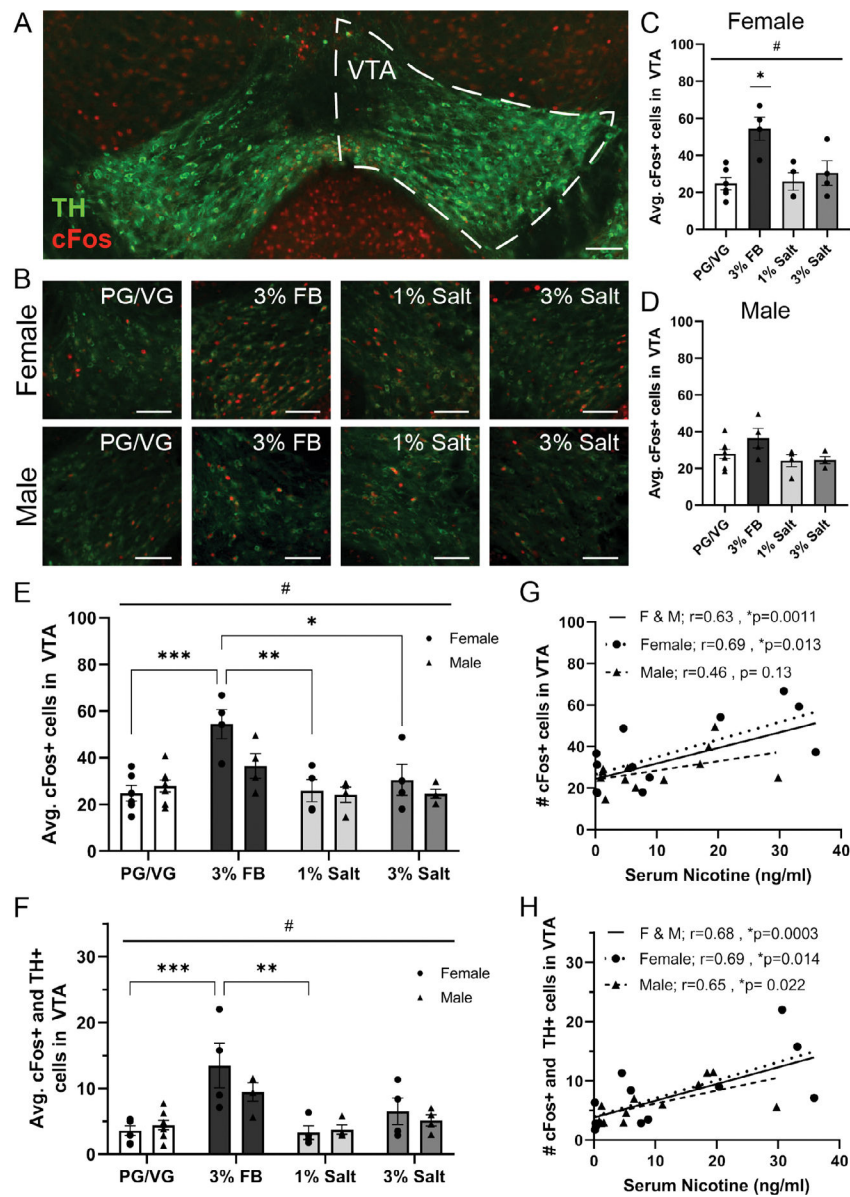 A
VTA
TH
cFos
C
Female
#
*
Avg. cFos+ cells in VTA
100
80
60
40
20
0
PG/VG
3% FB
1% Salt
3% Salt
B
Female
PG/VG
3% FB
1% Salt
3% Salt
Male
PG/VG
3% FB
1% Salt
3% Salt
D
Male
Avg. cFos+ cells in VTA
100
80
60
40
20
0
PG/VG
3% FB
1% Salt
3% Salt
E
#
*
***
**
Female
Male
Avg. cFos+ cells in VTA
100
80
60
40
20
0
PG/VG
3% FB
1% Salt
3% Salt
G
F & M; r=0.63 , *p=0.0011
Female; r=0.69 , *p=0.013
Male; r=0.46 , p= 0.13
# cFos+ cells in VTA
100
80
60
40
20
0
0
10
20
30
40
Serum Nicotine (ng/ml)
F
#
***
**
Female
Male
Avg. cFos+ and TH+
cells in VTA
30
20
10
5
0
PG/VG
3% FB
1% Salt
3% Salt
H
F & M; r=0.68 , *p=0.0003
Female; r=0.69 , *p=0.014
Male; r=0.65 , *p= 0.022
# cFos+ and TH+ cells in VTA
30
20
10
5
0
0
10
20
30
40
Serum Nicotine (ng/ml)